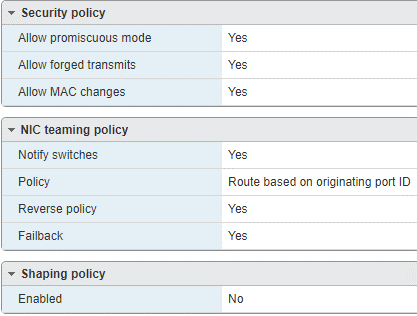 Security policy
Allow promiscuous mode Yes
Allow forged transmits Yes
Allow MAC changes Yes
NIC teaming policy
Notify switches Yes
Policy Route based on originating port ID
Reverse policy Yes
Failback Yes
Shaping policy
Enabled No